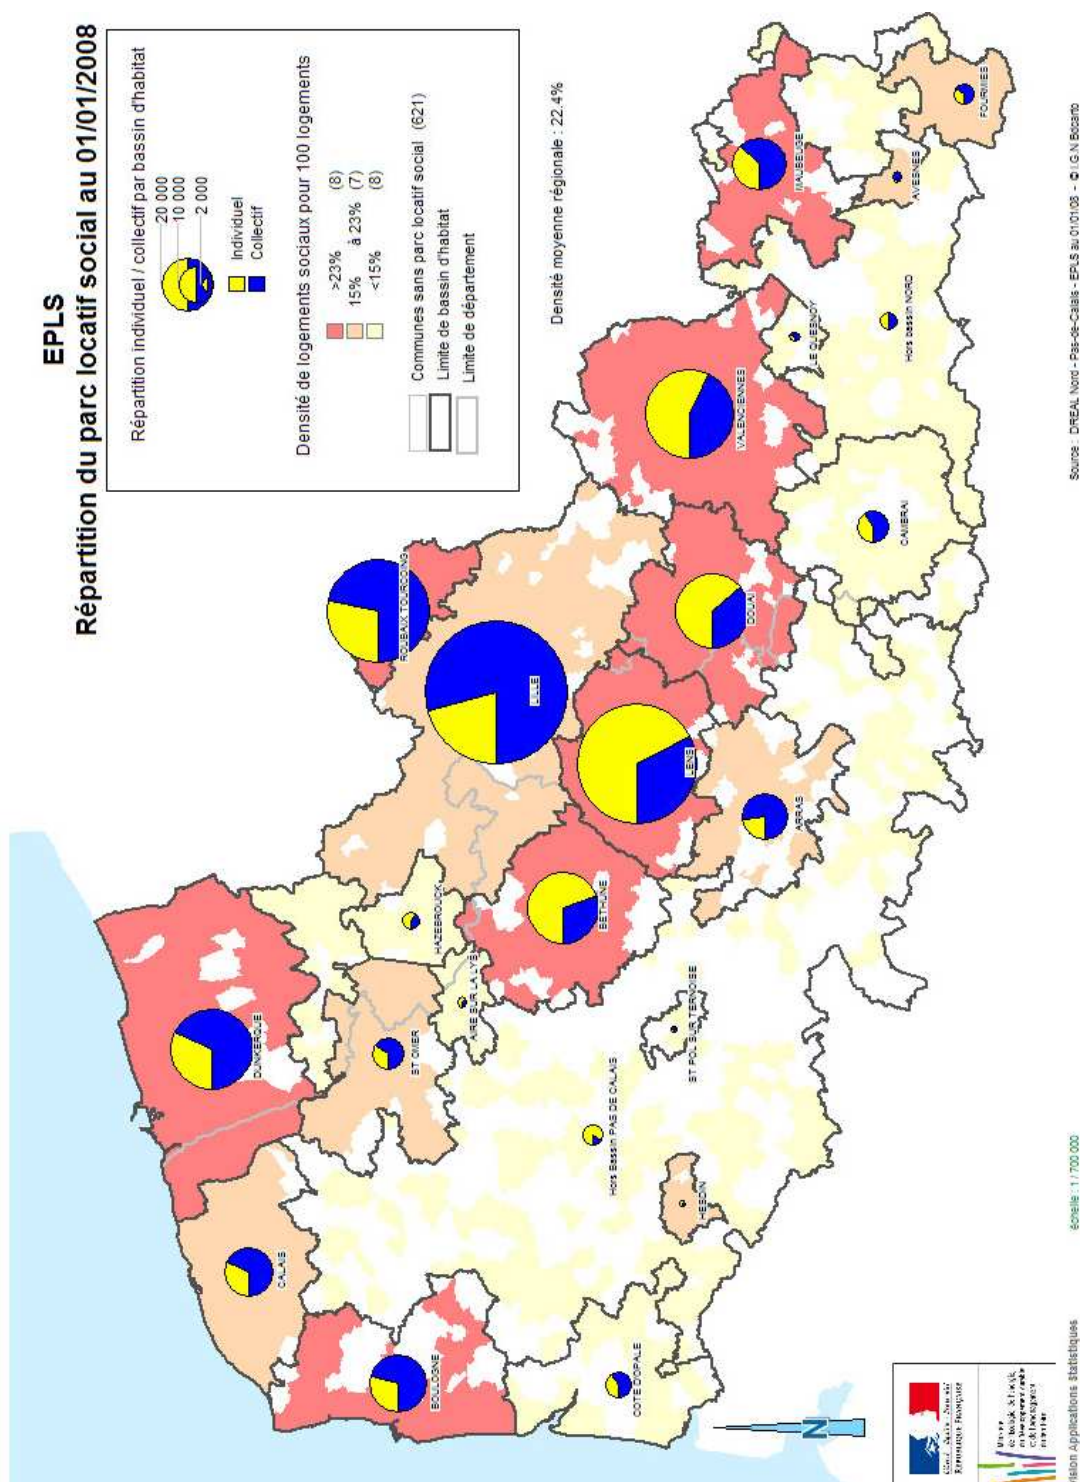 EPLS
Répartition du parc locatif social au 01/01/2008
Répartition individuel / collectif par bassin d'habitat
20 000
10 000
2 000
Individuel
Collectif
Densité de logements sociaux pour 100 logements
>23% (8)
15% à 23% (7)
<15% (8)
Communes sans parc locatif social (621)
Limite de bassin d'habitat
Limite de département
Densité moyenne régionale : 22.4%
DUNKERQUE
CALAIS
BOULOGNE
COTE D'OPALE
ST OMER
HAZEBROUCK
AIRE SUR LA LYS
Hors Bassin PAS DE CALAIS
HESDIN
ST POL SUR TERNOISE
BETHUNE
ROUBAIX TOURCOING
LILLE
LENS
ARRAS
DOUAI
VALENCIENNES
CAMBRAI
LE QUESNOY
Hors bassin NORD
MAUBEUGE
AVESNES
FOURMIES
N
RÉPUBLIQUE FRANÇAISE
Applications Statistiques
échelle : 1 / 700 000
Source : DREAL Nord - Pas-de-Calais - EPLS au 01/01/08 - © I.G.N Bdcarto